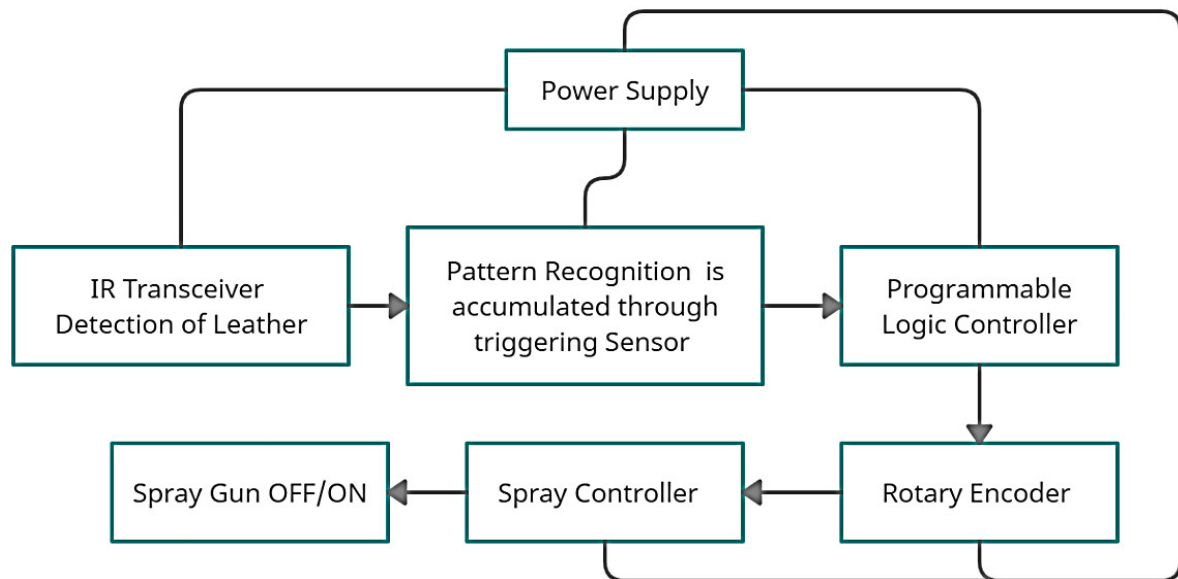 Power Supply
IR Transceiver
Detection of Leather
Pattern Recognition is
accumulated through
triggering Sensor
Programmable
Logic Controller
Spray Gun OFF/ON
Spray Controller
Rotary Encoder